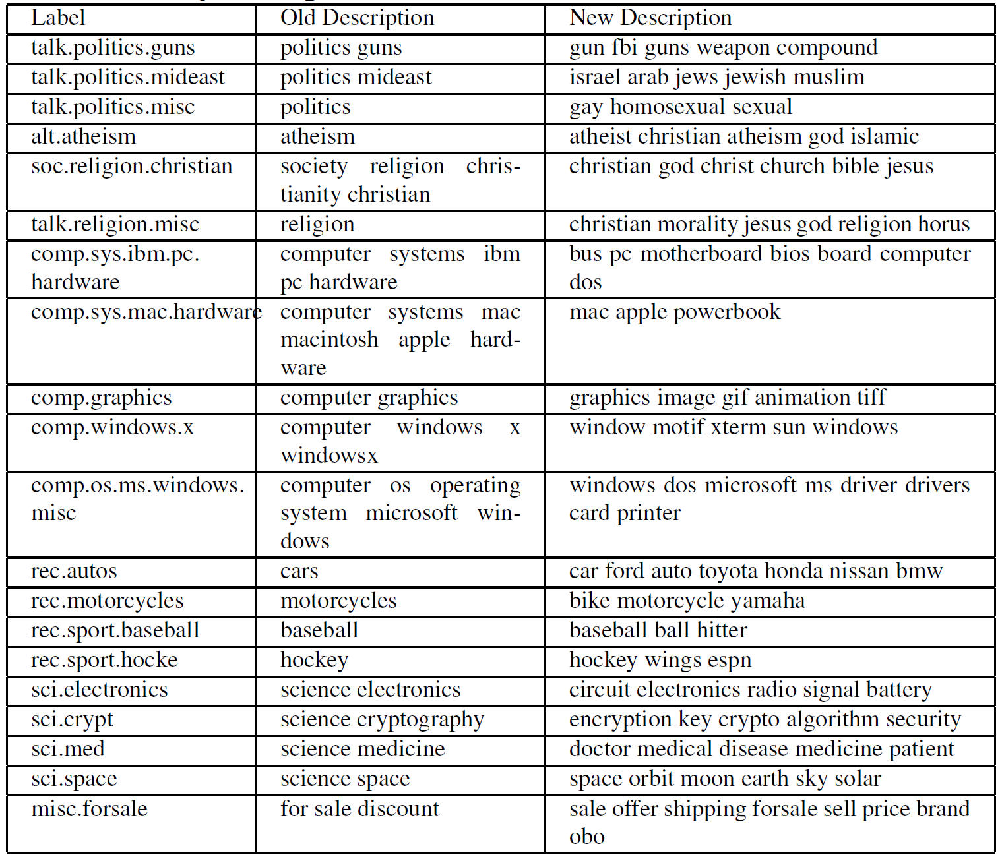 Label Old Description New Description
talk.politics.guns politics guns gun fbi guns weapon compound
talk.politics.mideast politics mideast israel arab jews jewish muslim
talk.politics.misc politics gay homosexual sexual
alt.atheism atheism atheist christian atheism god islamic
soc.religion.christian society religion chris- christian god christ church bible jesus
tianity christian
talk.religion.misc religion christian morality jesus god religion horus
comp.sys.ibm.pc. computer systems ibm bus pc motherboard bios board computer
hardware pc hardware dos
comp.sys.mac.hardware computer systems mac mac apple powerbook
macintosh apple hard-
ware
comp.graphics computer graphics graphics image gif animation tiff
comp.windows.x computer windows x window motif xterm sun windows
windowsx
comp.os.ms.windows. computer os operating windows dos microsoft ms driver drivers
misc system microsoft win- card printer
dows
rec.autos cars car ford auto toyota honda nissan bmw
rec.motorcycles motorcycles bike motorcycle yamaha
rec.sport.baseball baseball baseball ball hitter
rec.sport.hocke hockey hockey wings espn
sci.electronics science electronics circuit electronics radio signal battery
sci.crypt science cryptography encryption key crypto algorithm security
sci.med science medicine doctor medical disease medicine patient
sci.space science space space orbit moon earth sky solar
misc.forsale for sale discount sale offer shipping forsale sell price brand
obo